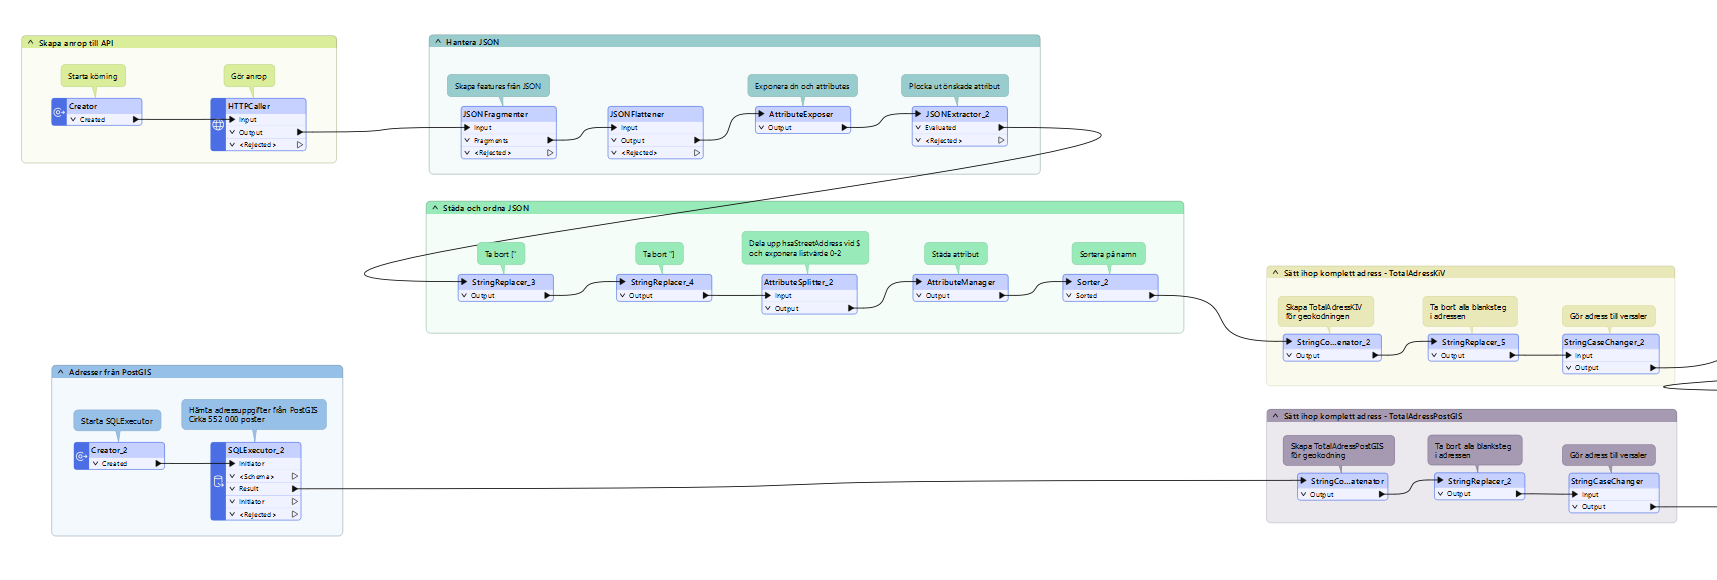 Skapa anrop till API
Starta körning
Gör anrop
Creator
Created
HTTPCaller
Input
Output
<Rejected>
Hantera JSON
Skapa features från JSON
Exponera dn och attributes
Plocka ut önskade attribut
JSONFragmenter
Input
Fragments
<Rejected>
JSONFlattener
Input
Output
<Rejected>
AttributeExposer
Output
JSONExtractor_2
Evaluated
<Rejected>
Städa och ordna JSON
Ta bort ["
Ta bort "]
Dela upp hsaStreetAddress vid $
och exponera listvärde 0-2
Städa attribut
Sortera på namn
StringReplacer_3
Output
StringReplacer_4
Output
AttributeSplitter_2
Input
Output
AttributeManager
Output
Sorter_2
Sorted
Sätt ihop komplett adress - TotalAdressKIV
Skapa TotalAdressKIV
för geokodningen
Ta bort alla blanksteg
i adressen
Gör adress till versaler
StringCo...enator_2
Output
StringReplacer_5
Output
StringCaseChanger_2
Input
Output
Adresser från PostGIS
Starta SQLExecutor
Hämta adressuppgifter från PostGIS
Cirka 552 000 poster
Creator_2
Created
SQLExecutor_2
Initiator
<Schema>
Result
Initiator
<Rejected>
Sätt ihop komplett adress - TotalAdressPostGIS
Skapa TotalAdressPostGIS
för geokodning
Ta bort alla blanksteg
i adressen
Gör adress till versaler
StringCo...atenator
Output
StringReplacer_2
Output
StringCaseChanger
Input
Output